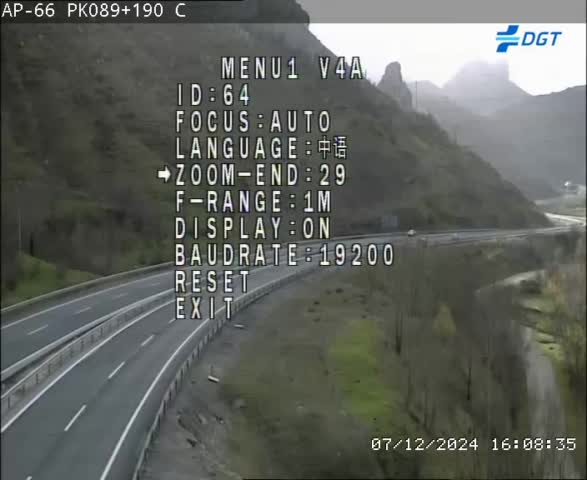 AP-66 PK089+190 C
DGT
MENU1 V4A
ID:64
FOCUS:AUTO
LANGUAGE:中语
ZOOM-END:29
F-RANGE:1M
DISPLAY:ON
BAUDRATE:19200
RESET
EXIT
07/12/2024 16:08:35